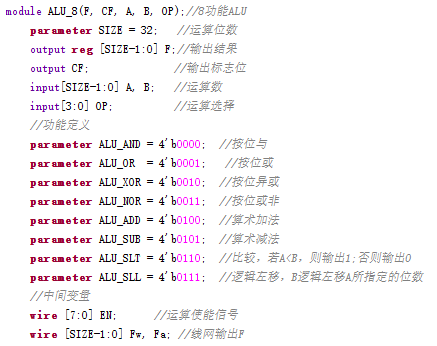 module ALU_8(F, CF, A, B, OP);//8功能ALU
parameter SIZE = 32; //运算位数
output reg [SIZE-1:0] F;//输出结果
output CF; //输出标志位
input[SIZE-1:0] A, B; //运算数
input[3:0] OP; //运算选择
//功能定义
parameter ALU_AND = 4'b0000; //按位与
parameter ALU_OR = 4'b0001; //按位或
parameter ALU_XOR = 4'b0010; //按位异或
parameter ALU_NOR = 4'b0011; //按位或非
parameter ALU_ADD = 4'b0100; //算术加法
parameter ALU_SUB = 4'b0101; //算术减法
parameter ALU_SLT = 4'b0110; //比较，若A<B，则输出1;否则输出0
parameter ALU_SLL = 4'b0111; //逻辑左移，B逻辑左移A所指定的位数
//中间变量
wire [7:0] EN; //运算使能信号
wire [SIZE-1:0] Fw, Fa; //线网输出F